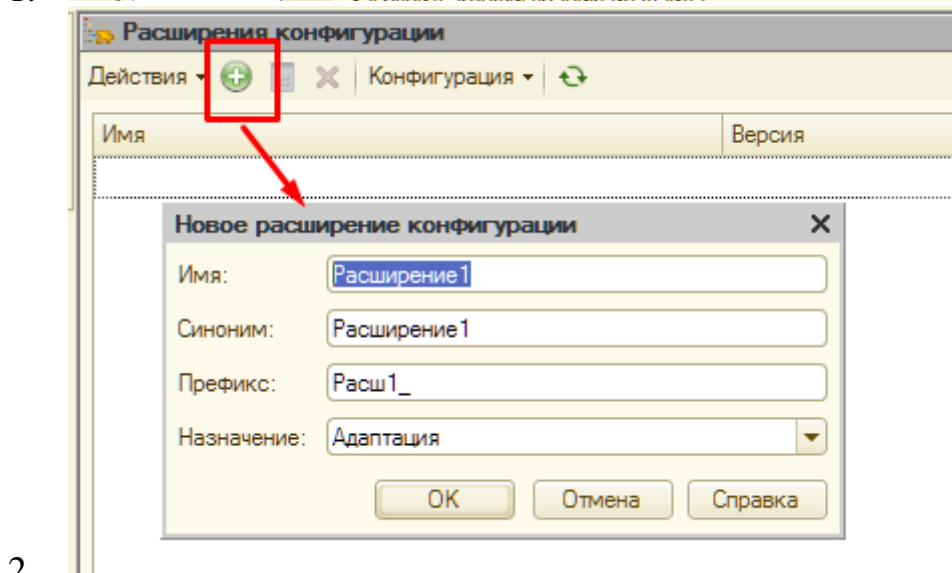 Расширения конфигурации
Действия Конфигурация
Имя Версия
Новое расширение конфигурации
Имя: Расширение1
Синоним: Расширение1
Префикс: Расш1_
Назначение: Адаптация
ОК Отмена Справка
2